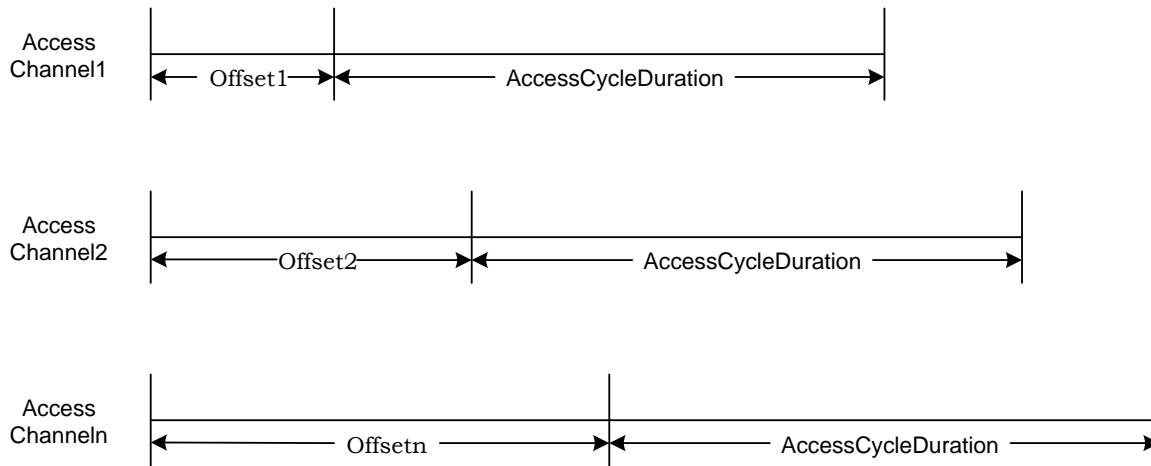 Access
Channel1
Offset1
AccessCycleDuration
Access
Channel2
Offset2
AccessCycleDuration
Access
Channeln
Offsetn
AccessCycleDuration